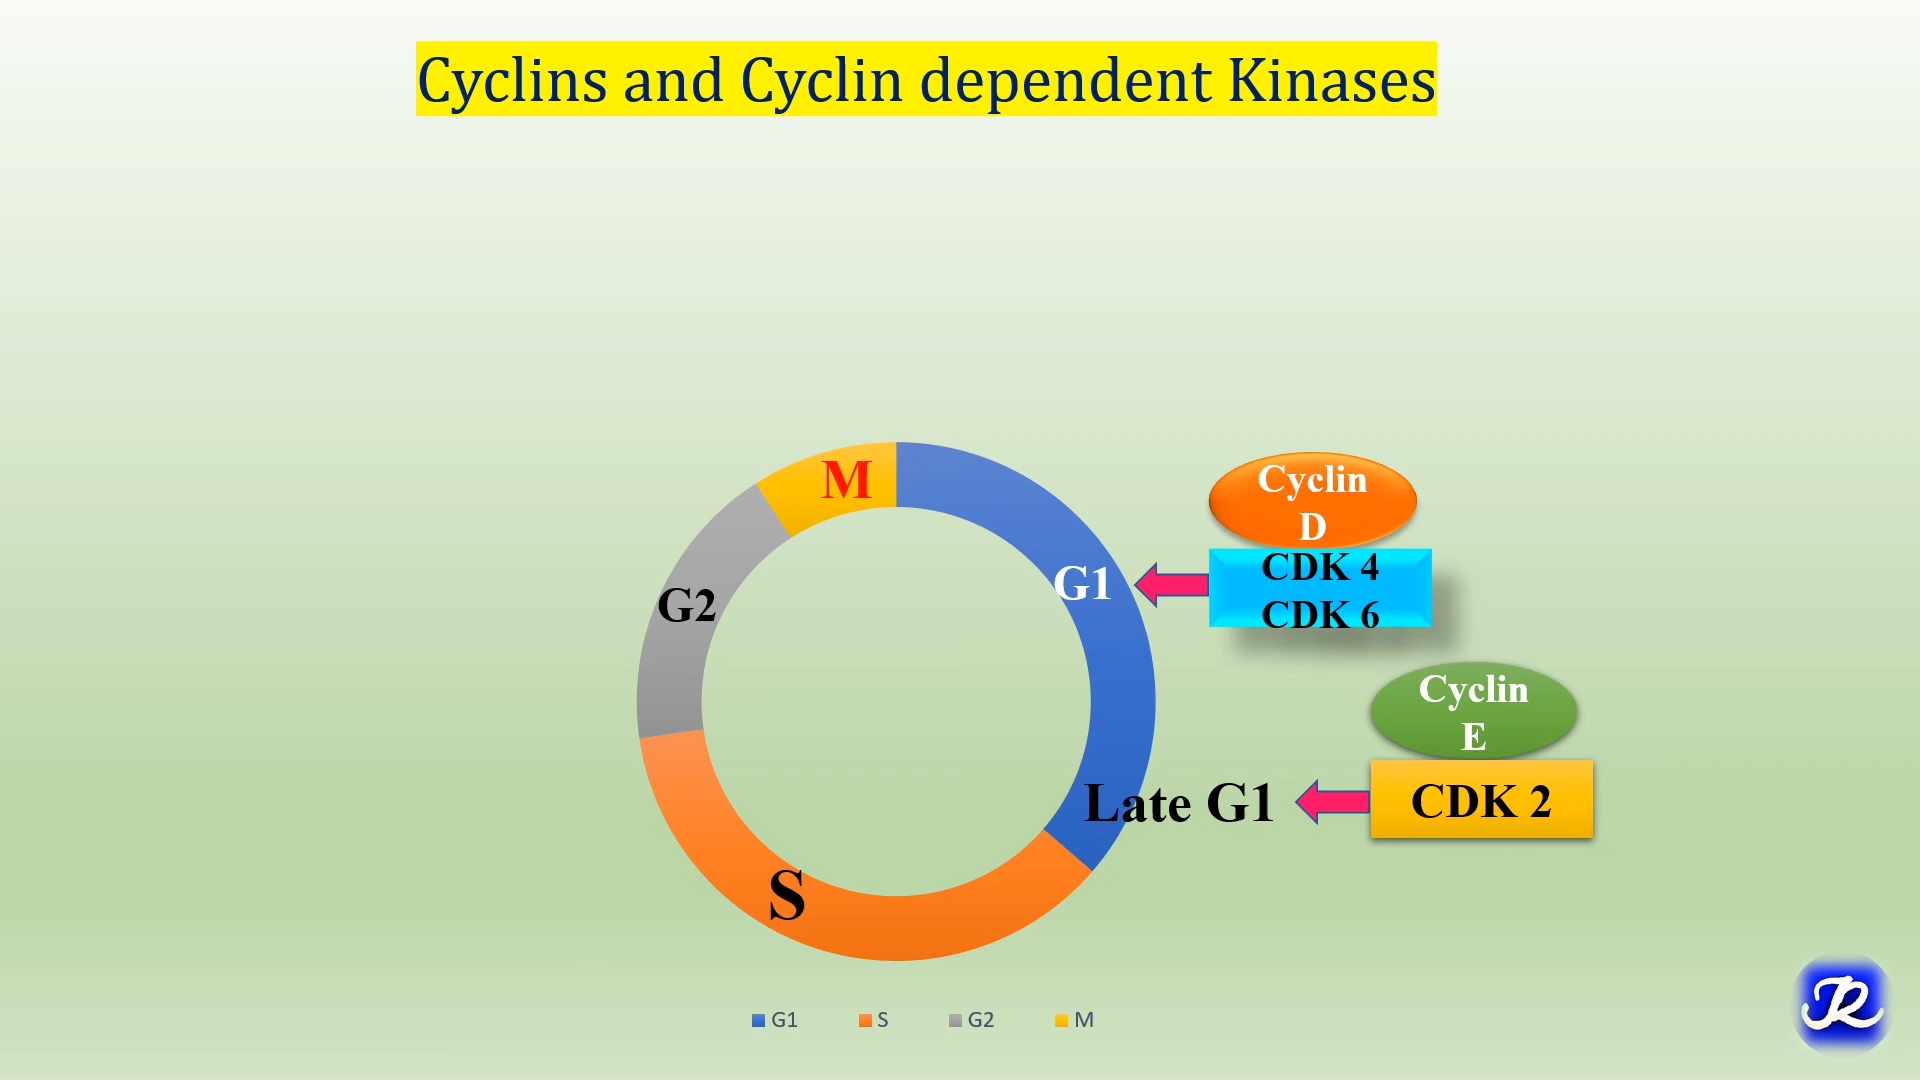 Cyclins and Cyclin dependent Kinases
M
G1
G2
S
Cyclin
D
CDK 4
CDK 6
Cyclin
E
Late G1
CDK 2
G1
S
G2
M
JR